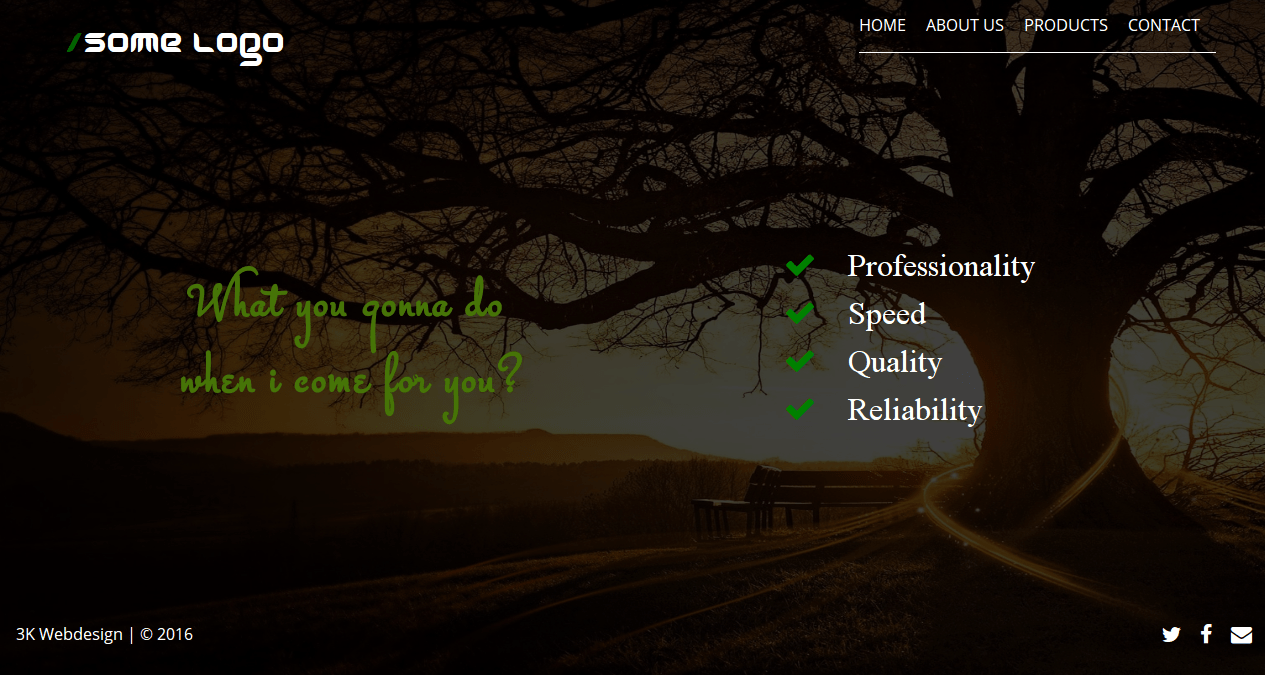 /SOME LOGO
HOME ABOUT US PRODUCTS CONTACT
What you gonna do
when i come for you?
Professionality
Speed
Quality
Reliability
3K Webdesign | © 2016